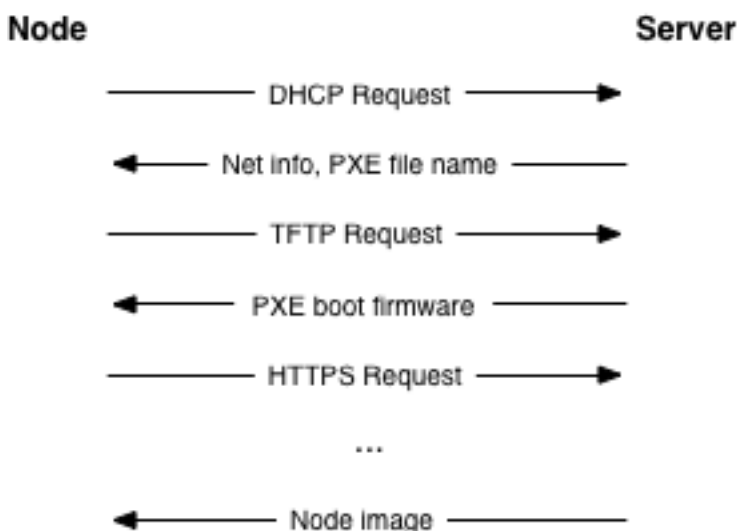 Node Server
DHCP Request
Net info, PXE file name
TFTP Request
PXE boot firmware
HTTPS Request
...
Node image